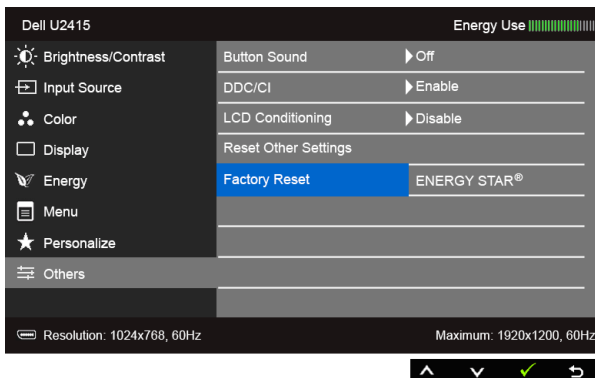 Dell U2415 Energy Use
Brightness/Contrast Button Sound Off
Input Source DDC/CI Enable
Color LCD Conditioning Disable
Display Reset Other Settings
Energy Factory Reset ENERGY STAR®
Menu
Personalize
Others
Resolution: 1024x768, 60Hz Maximum: 1920x1200, 60Hz